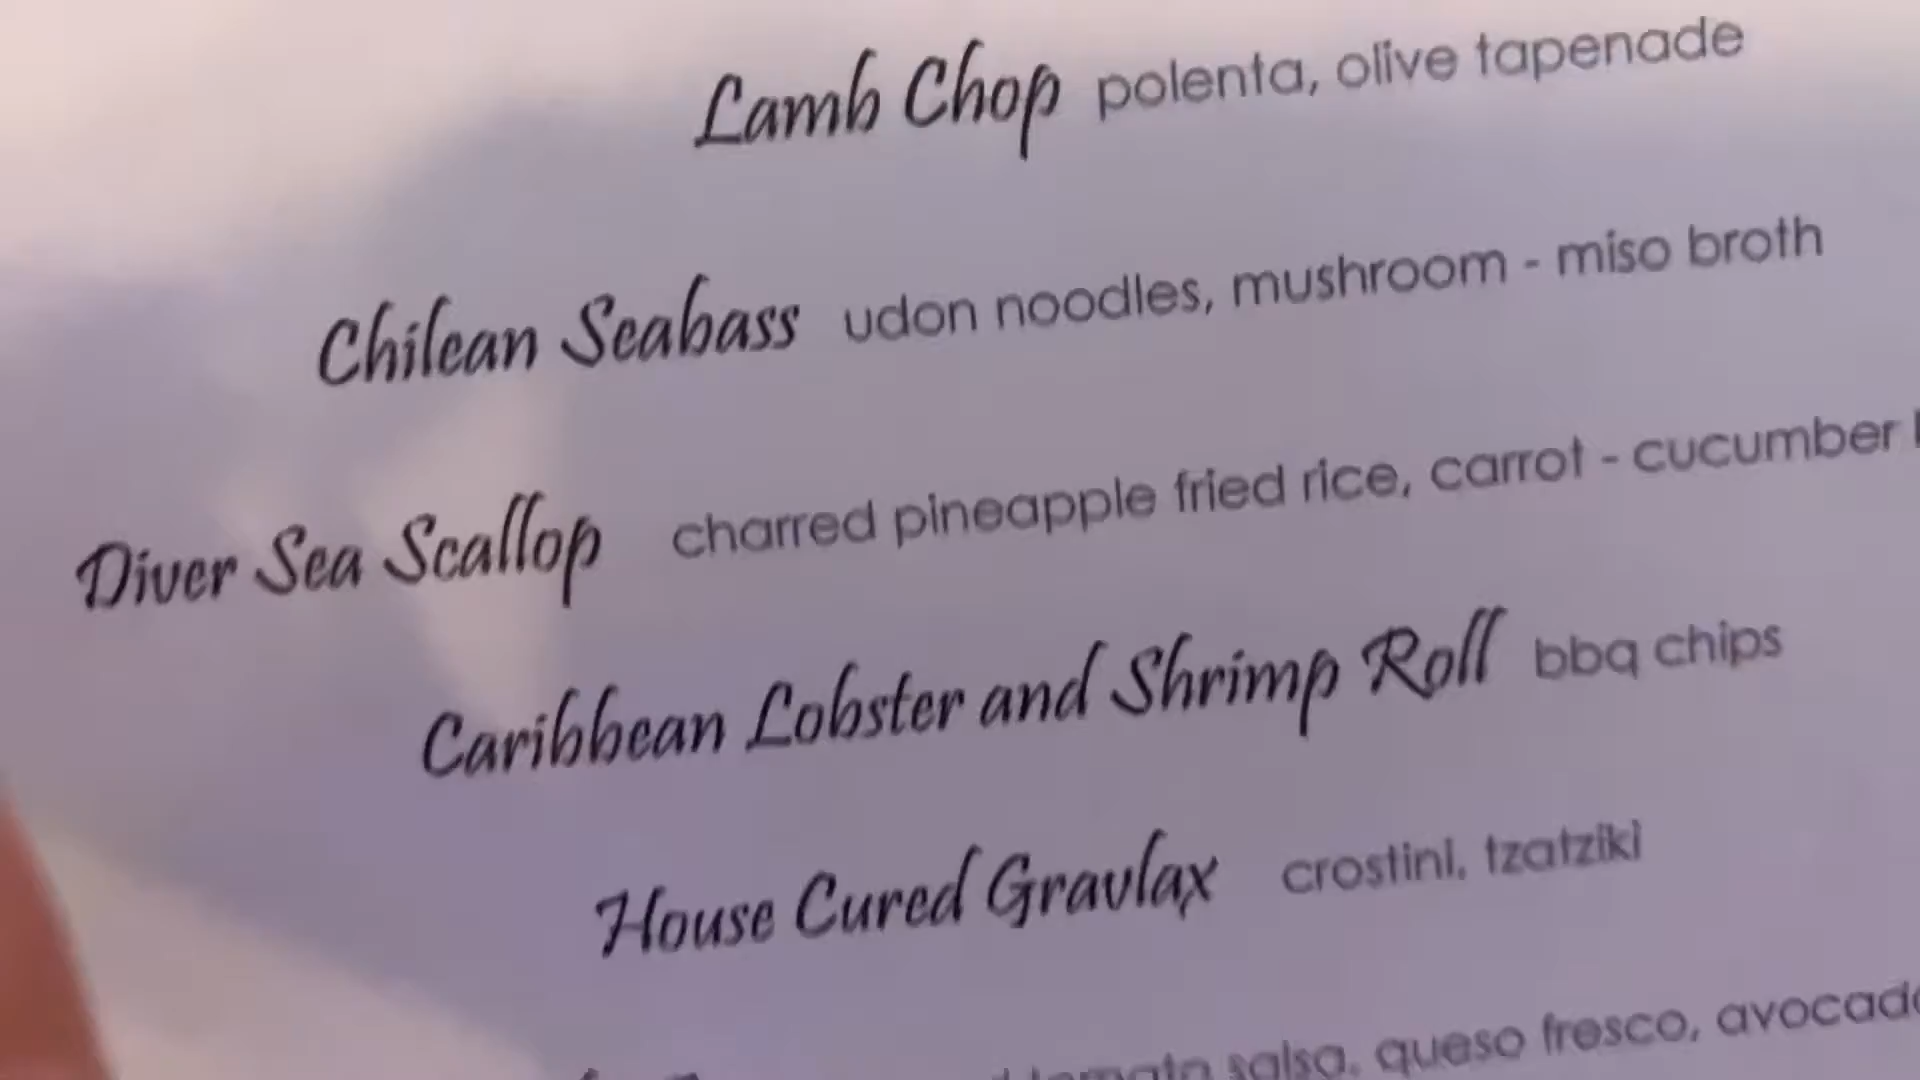 Lamb Chop polenta, olive tapenade
Chilean Seabass udon noodles, mushroom - miso broth
Diver Sea Scallop charred pineapple fried rice, carrot - cucumber
Caribbean Lobster and Shrimp Roll bbq chips
House Cured Gravlax crostini, tzatziki
salsa, queso fresco, avocado